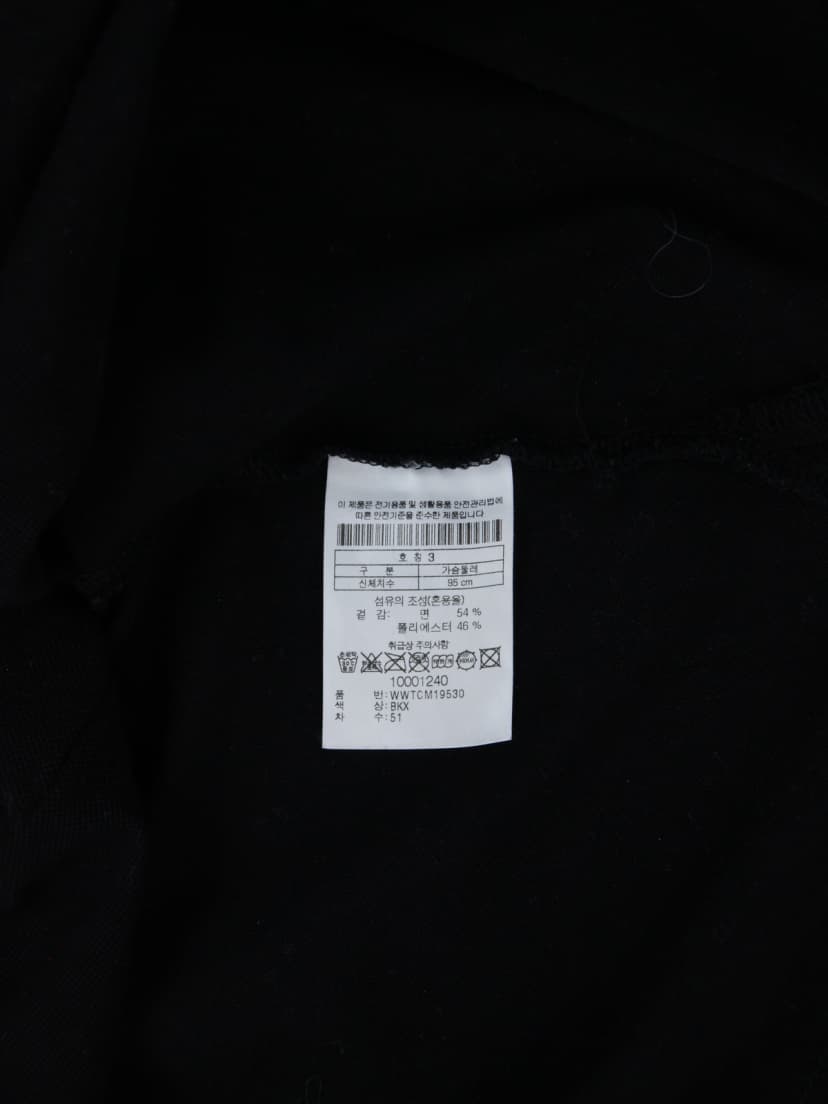 이 제품은 전기용품 및 생활용품 안전관리법에
따른 안전기준을 준수한 제품입니다
호 칭 3
구 분 가슴둘레
신체치수 95 cm
섬유의 조성(혼용율)
겉 감: 면 54 %
폴리에스터 46 %
취급상 주의사항
10001240
품 번: WWTCM19530
색 상: BKX
차 수: 51